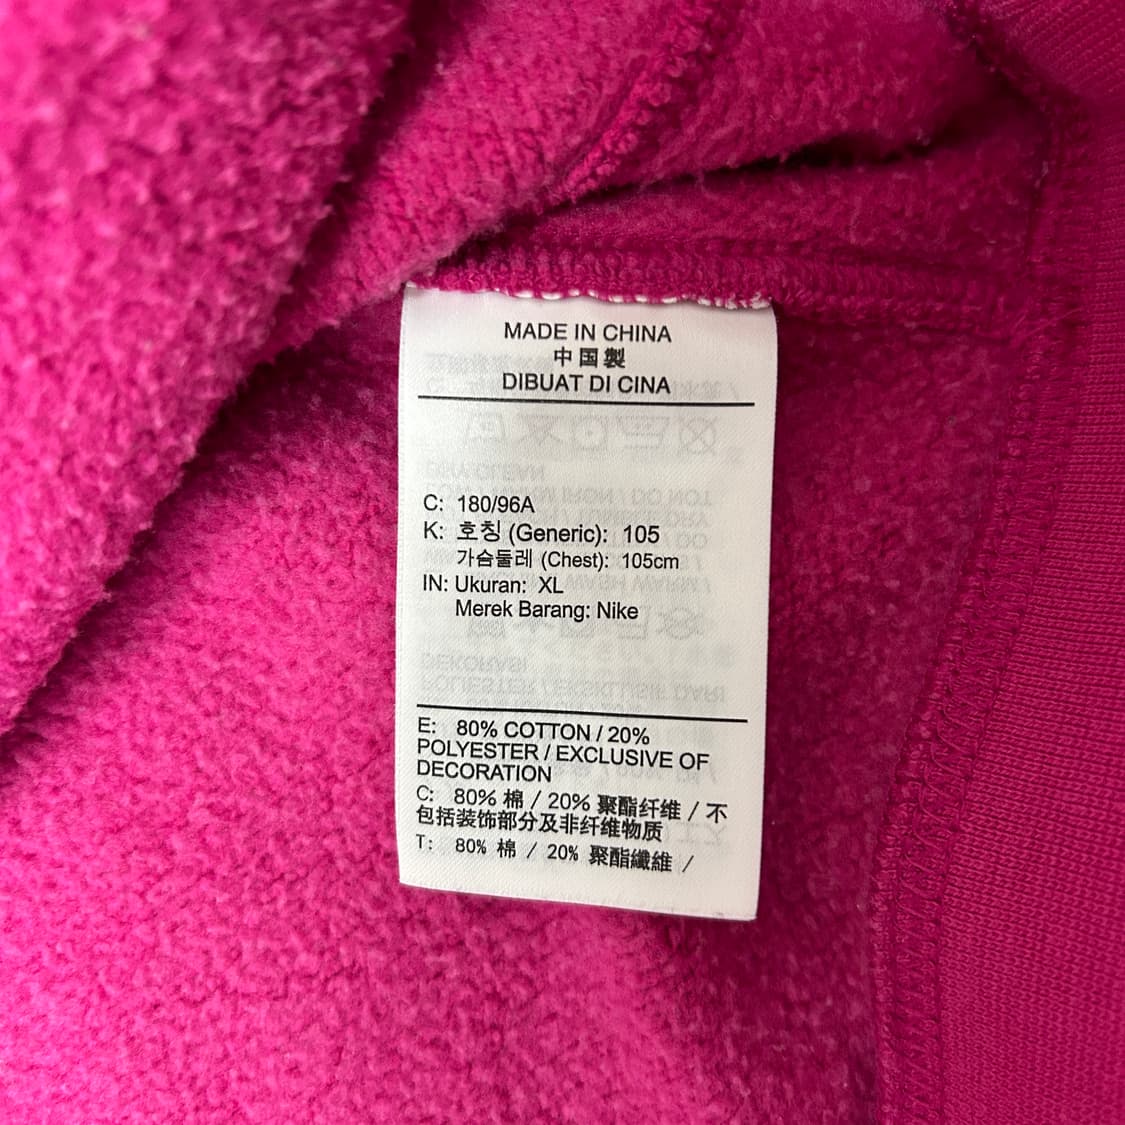 MADE IN CHINA
中国製
DIBUAT DI CINA
C: 180/96A
K: 호칭 (Generic): 105
가슴둘레 (Chest): 105cm
IN: Ukuran: XL
Merek Barang: Nike
E: 80% COTTON / 20%
POLYESTER / EXCLUSIVE OF
DECORATION
C: 80% 棉 / 20% 聚酯纤维 / 不
包括装饰部分及非纤维物质
T: 80% 棉 / 20% 聚酯纖維 /